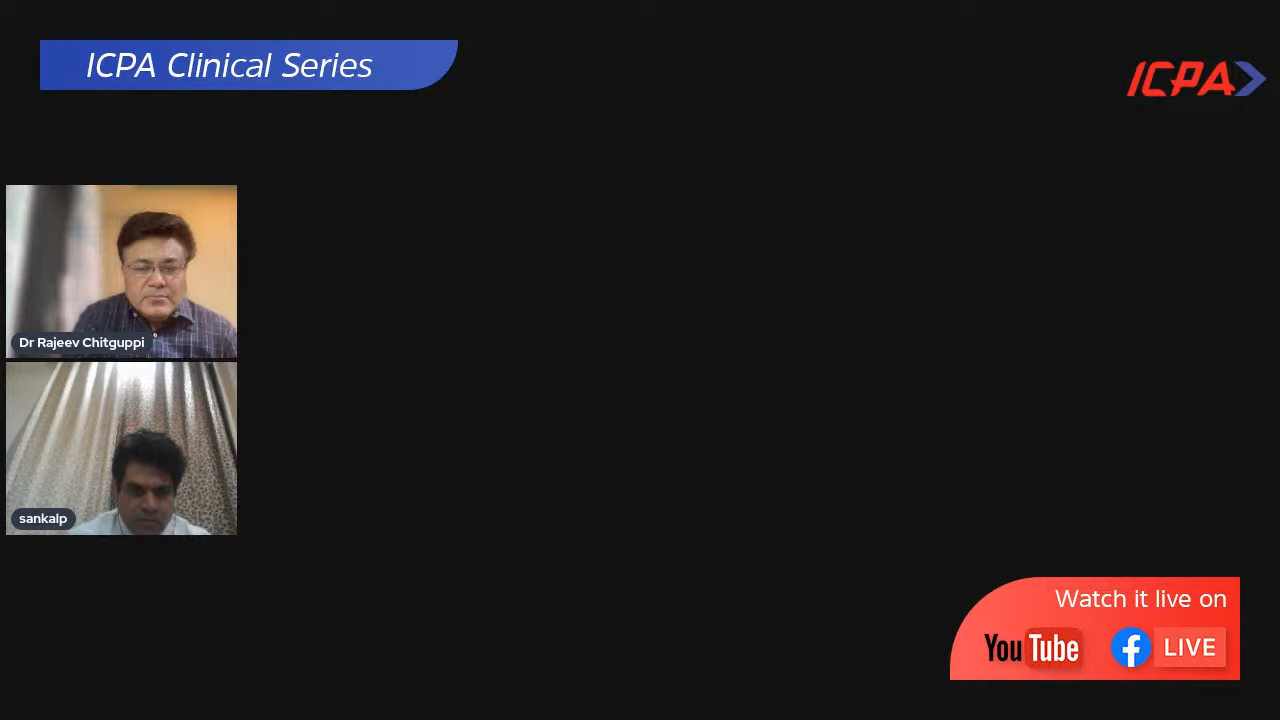 ICPA Clinical Series
ICPA
Dr Rajeev Chitguppi
sankalp
Watch it live on
YouTube
f LIVE